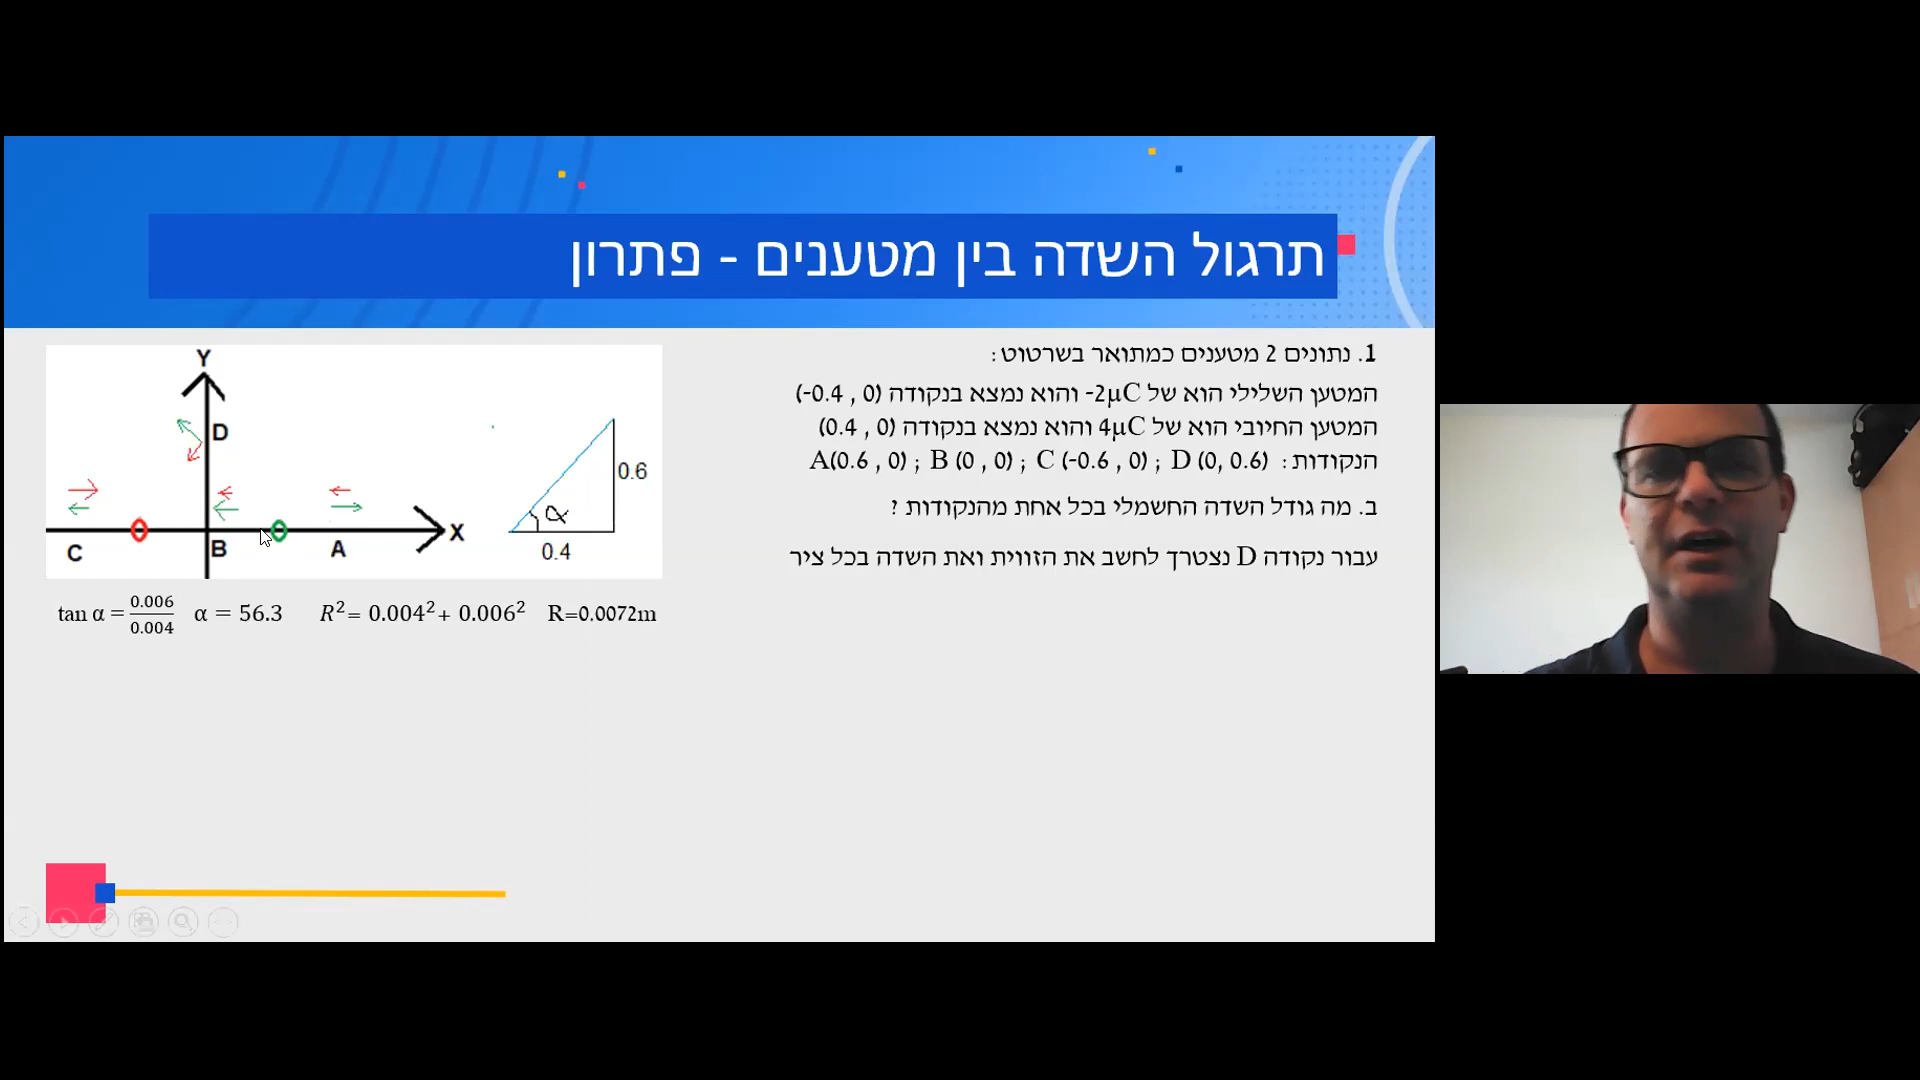 תרגול השדה בין מטענים - פתרון
1. נתונים 2 מטענים כמתואר בשרטוט :
המטען השלילי הוא של -2μC והוא נמצא בנקודה (-0.4 , 0)
המטען החיובי הוא של 4μC והוא נמצא בנקודה (0.4 , 0)
הנקודות : A(0.6 , 0) ; B (0 , 0) ; C (-0.6 , 0) ; D (0, 0.6)
ב. מה גודל השדה החשמלי בכל אחת מהנקודות ?
עבור נקודה D נצטרך לחשב את הזווית ואת השדה בכל ציר
Y
D
X
C
B
A
0.6
α
0.4
tan α = 0.006/0.004 α = 56.3 R² = 0.004² + 0.006² R=0.0072m